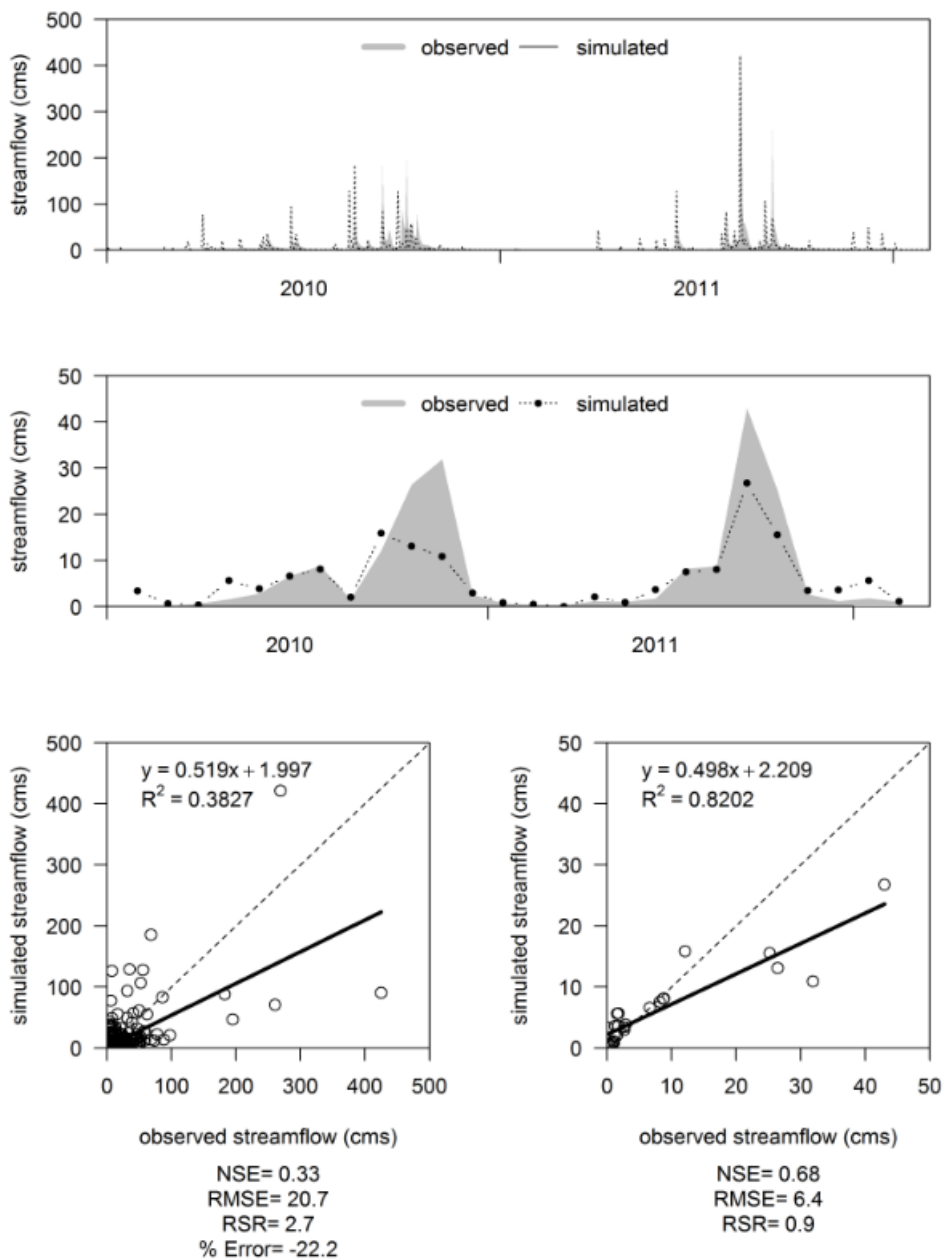 500
400
300
200
100
0
streamflow (cms)
observed simulated
2010 2011
50
40
30
20
10
0
streamflow (cms)
observed simulated
2010 2011
500
400
300
200
100
0
simulated streamflow (cms)
y = 0.519x + 1.997
R² = 0.3827
0 100 200 300 400 500
observed streamflow (cms)
NSE= 0.33
RMSE= 20.7
RSR= 2.7
% Error= -22.2
50
40
30
20
10
0
simulated streamflow (cms)
y = 0.498x + 2.209
R² = 0.8202
0 10 20 30 40 50
observed streamflow (cms)
NSE= 0.68
RMSE= 6.4
RSR= 0.9